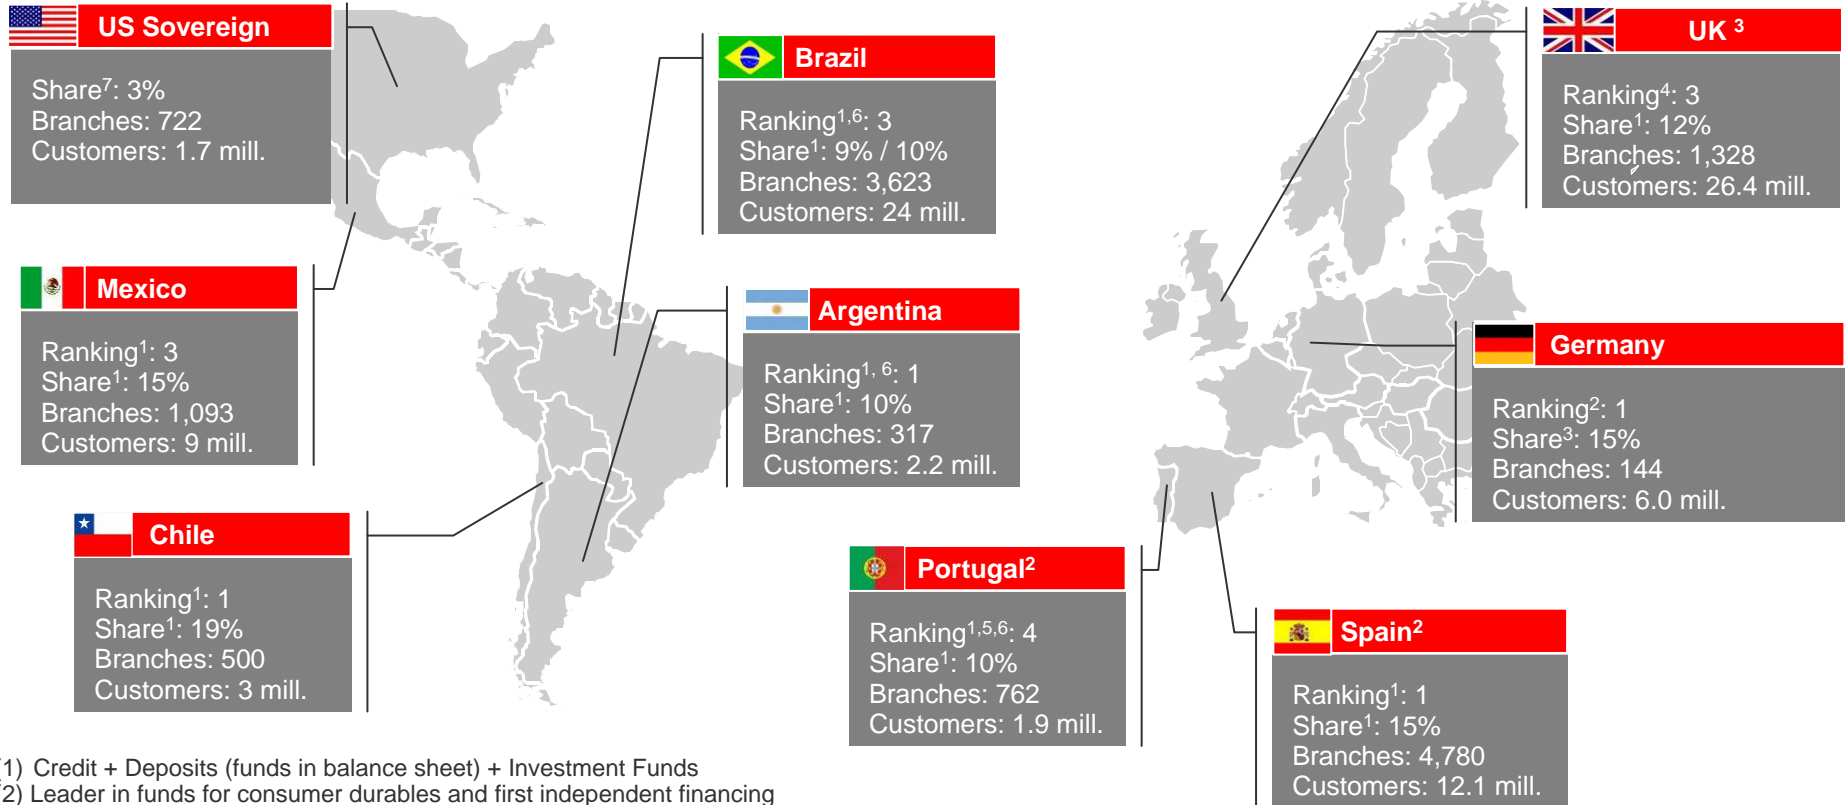 US Sovereign
Share7: 3%
Branches: 722
Customers: 1.7 mill.
Brazil
Ranking1,6: 3
Share1: 9% / 10%
Branches: 3,623
Customers: 24 mill.
UK 3
Ranking4: 3
Share1: 12%
Branches: 1,328
Customers: 26.4 mill.
Mexico
Ranking1: 3
Share1: 15%
Branches: 1,093
Customers: 9 mill.
Argentina
Ranking1, 6: 1
Share1: 10%
Branches: 317
Customers: 2.2 mill.
Germany
Ranking2: 1
Share3: 15%
Branches: 144
Customers: 6.0 mill.
Chile
Ranking1: 1
Share1: 19%
Branches: 500
Customers: 3 mill.
Portugal2
Ranking1,5,6: 4
Share1: 10%
Branches: 762
Customers: 1.9 mill.
Spain2
Ranking1: 1
Share1: 15%
Branches: 4,780
Customers: 12.1 mill.
(1) Credit + Deposits (funds in balance sheet) + Investment Funds
(2) Leader in funds for consumer durables and first independent financing